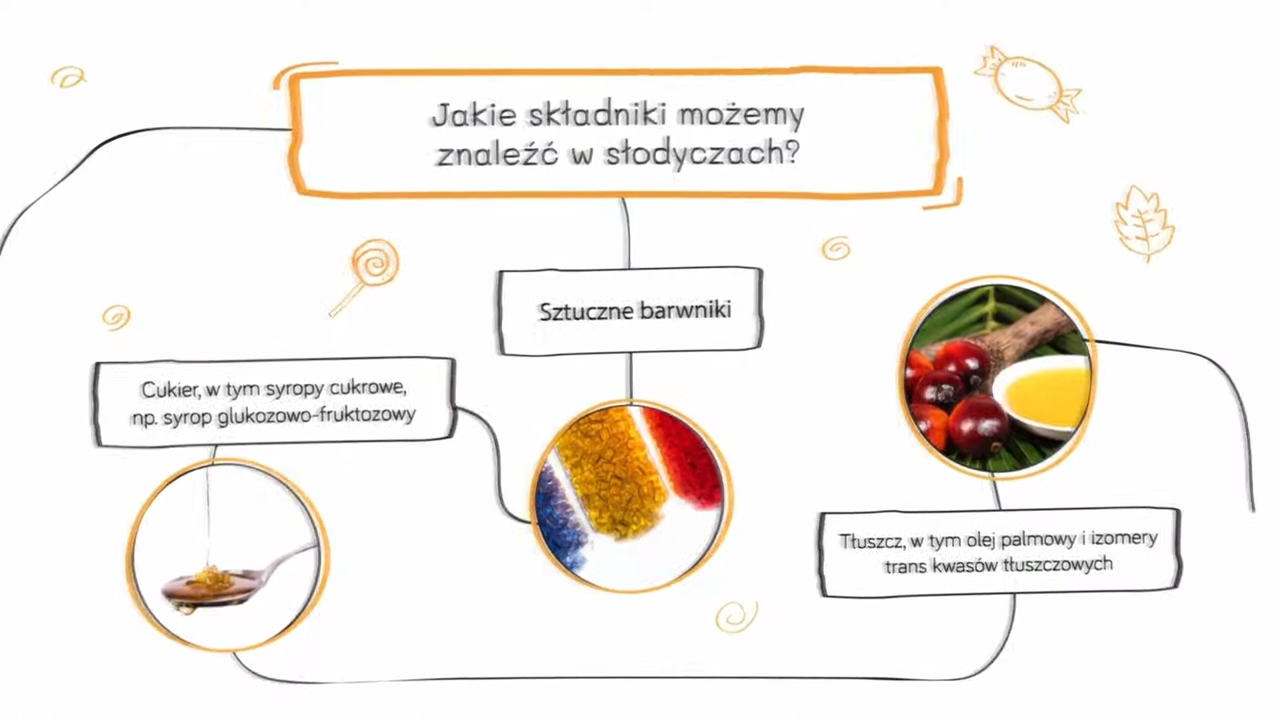 Jakie składniki możemy
znaleźć w słodyczach?
Sztuczne barwniki
Cukier, w tym syropy cukrowe,
np. syrop glukozowo-fruktozowy
Tłuszcz, w tym olej palmowy i izomery
trans kwasów tłuszczowych